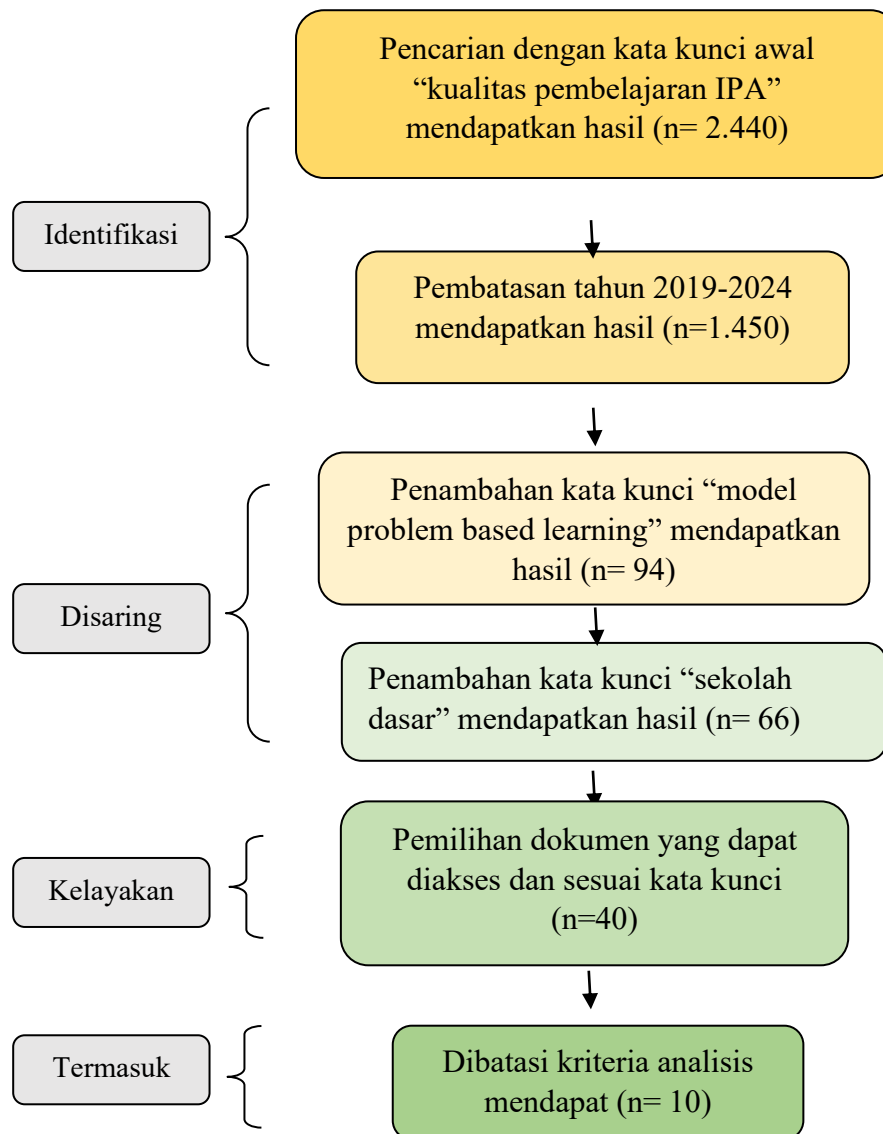 Pencarian dengan kata kunci awal
“kualitas pembelajaran IPA”
mendapatkan hasil (n= 2.440)
Identifikasi
Pembatasan tahun 2019-2024
mendapatkan hasil (n=1.450)
Penambahan kata kunci “model
problem based learning” mendapatkan
hasil (n= 94)
Disaring
Penambahan kata kunci “sekolah
dasar” mendapatkan hasil (n= 66)
Pemilihan dokumen yang dapat
diakses dan sesuai kata kunci
(n=40)
Kelayakan
Dibatasi kriteria analisis
mendapat (n= 10)
Termasuk